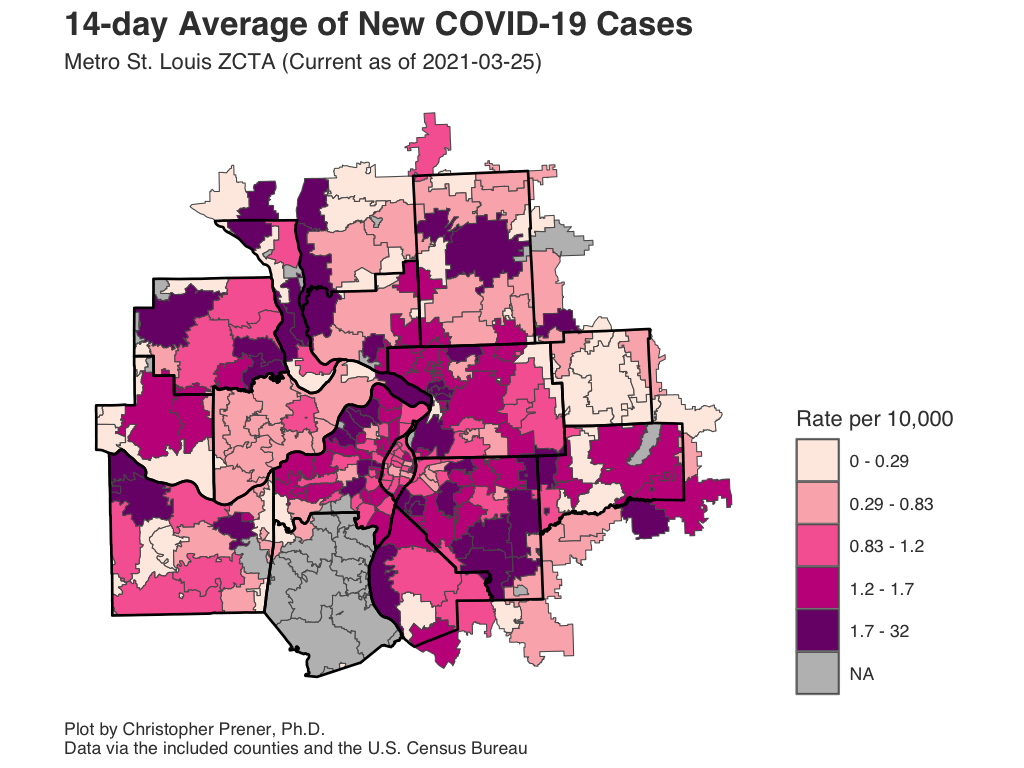 14-day Average of New COVID-19 Cases
Metro St. Louis ZCTA (Current as of 2021-03-25)
Rate per 10,000
0 - 0.29
0.29 - 0.83
0.83 - 1.2
1.2 - 1.7
1.7 - 32
NA
Plot by Christopher Prener, Ph.D.
Data via the included counties and the U.S. Census Bureau